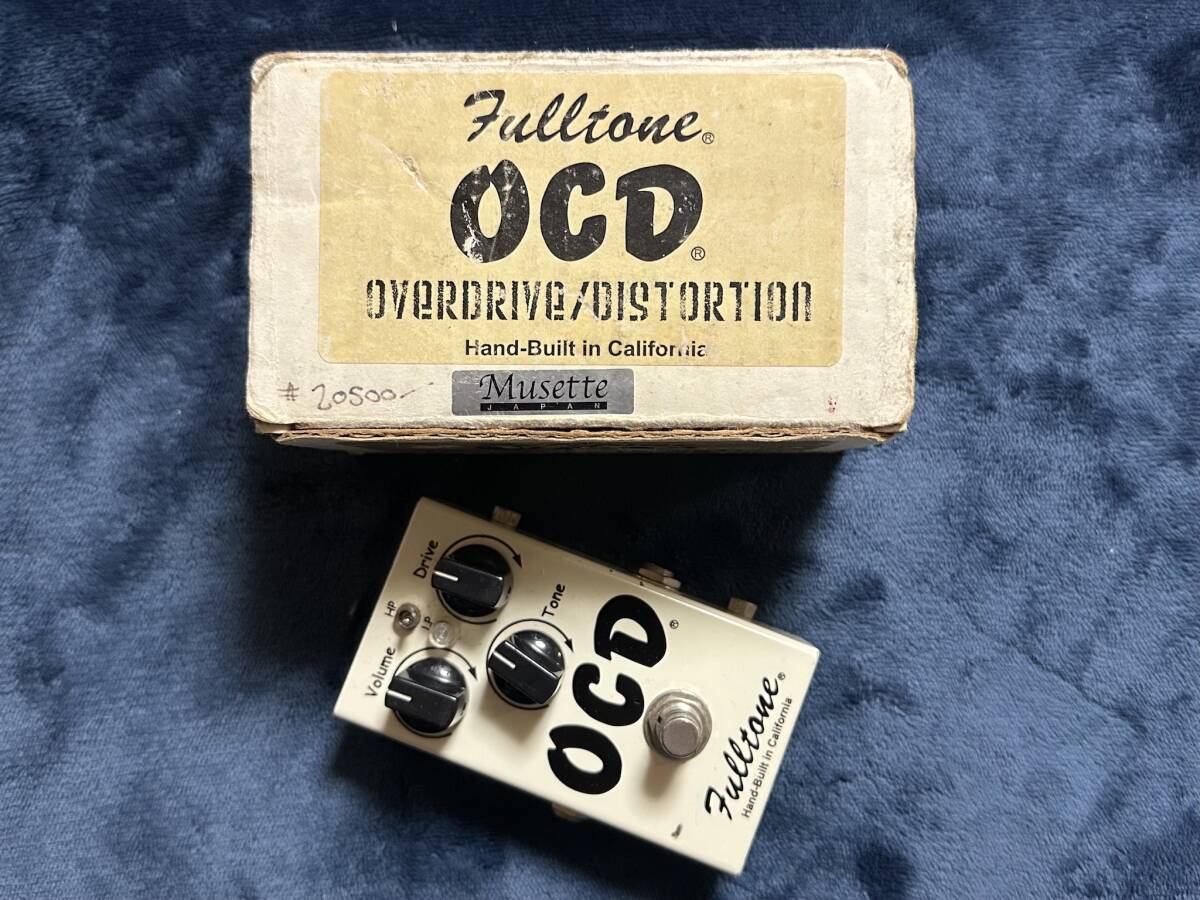 Fulltone®
OCD®
OVERDRIVE/DISTORTION
Hand-Built in California
# 20500-
Musette
JAPAN
Drive
HP
LP
Tone
Volume
OCD®
Fulltone®
Hand-Built in California